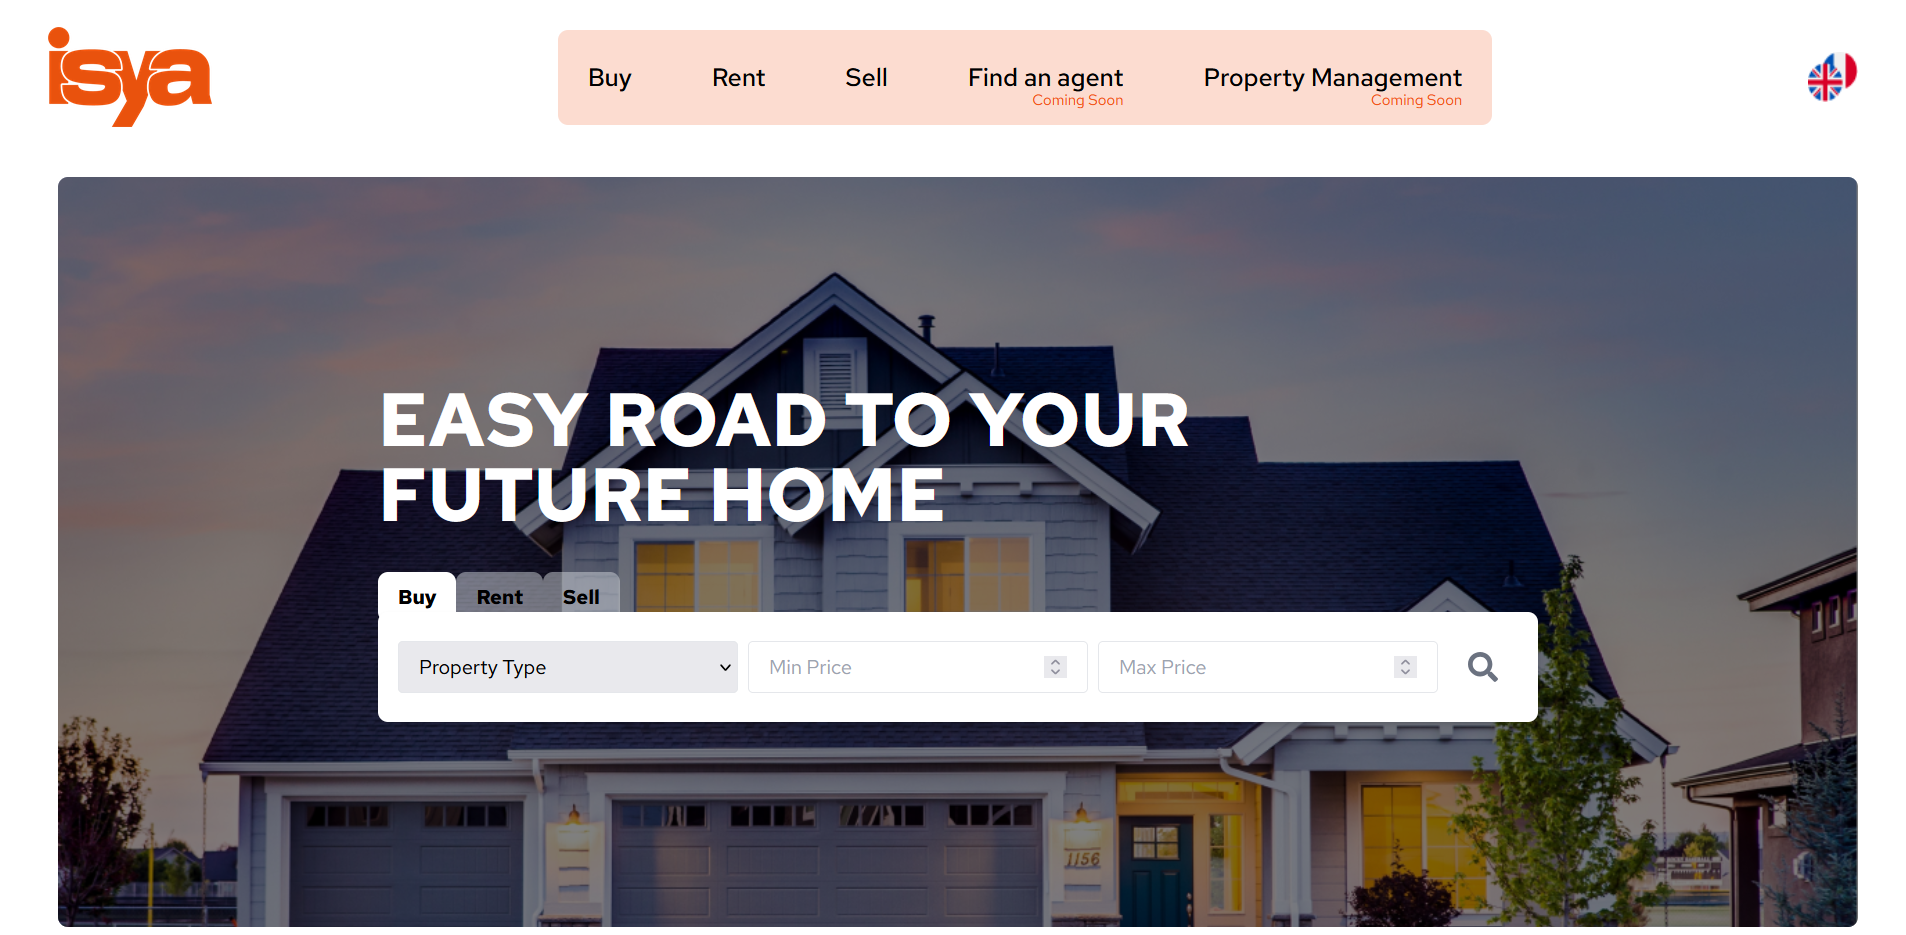 isya
Buy Rent Sell Find an agent Property Management
Coming Soon Coming Soon
EASY ROAD TO YOUR
FUTURE HOME
Buy Rent Sell
Property Type Min Price Max Price
1156